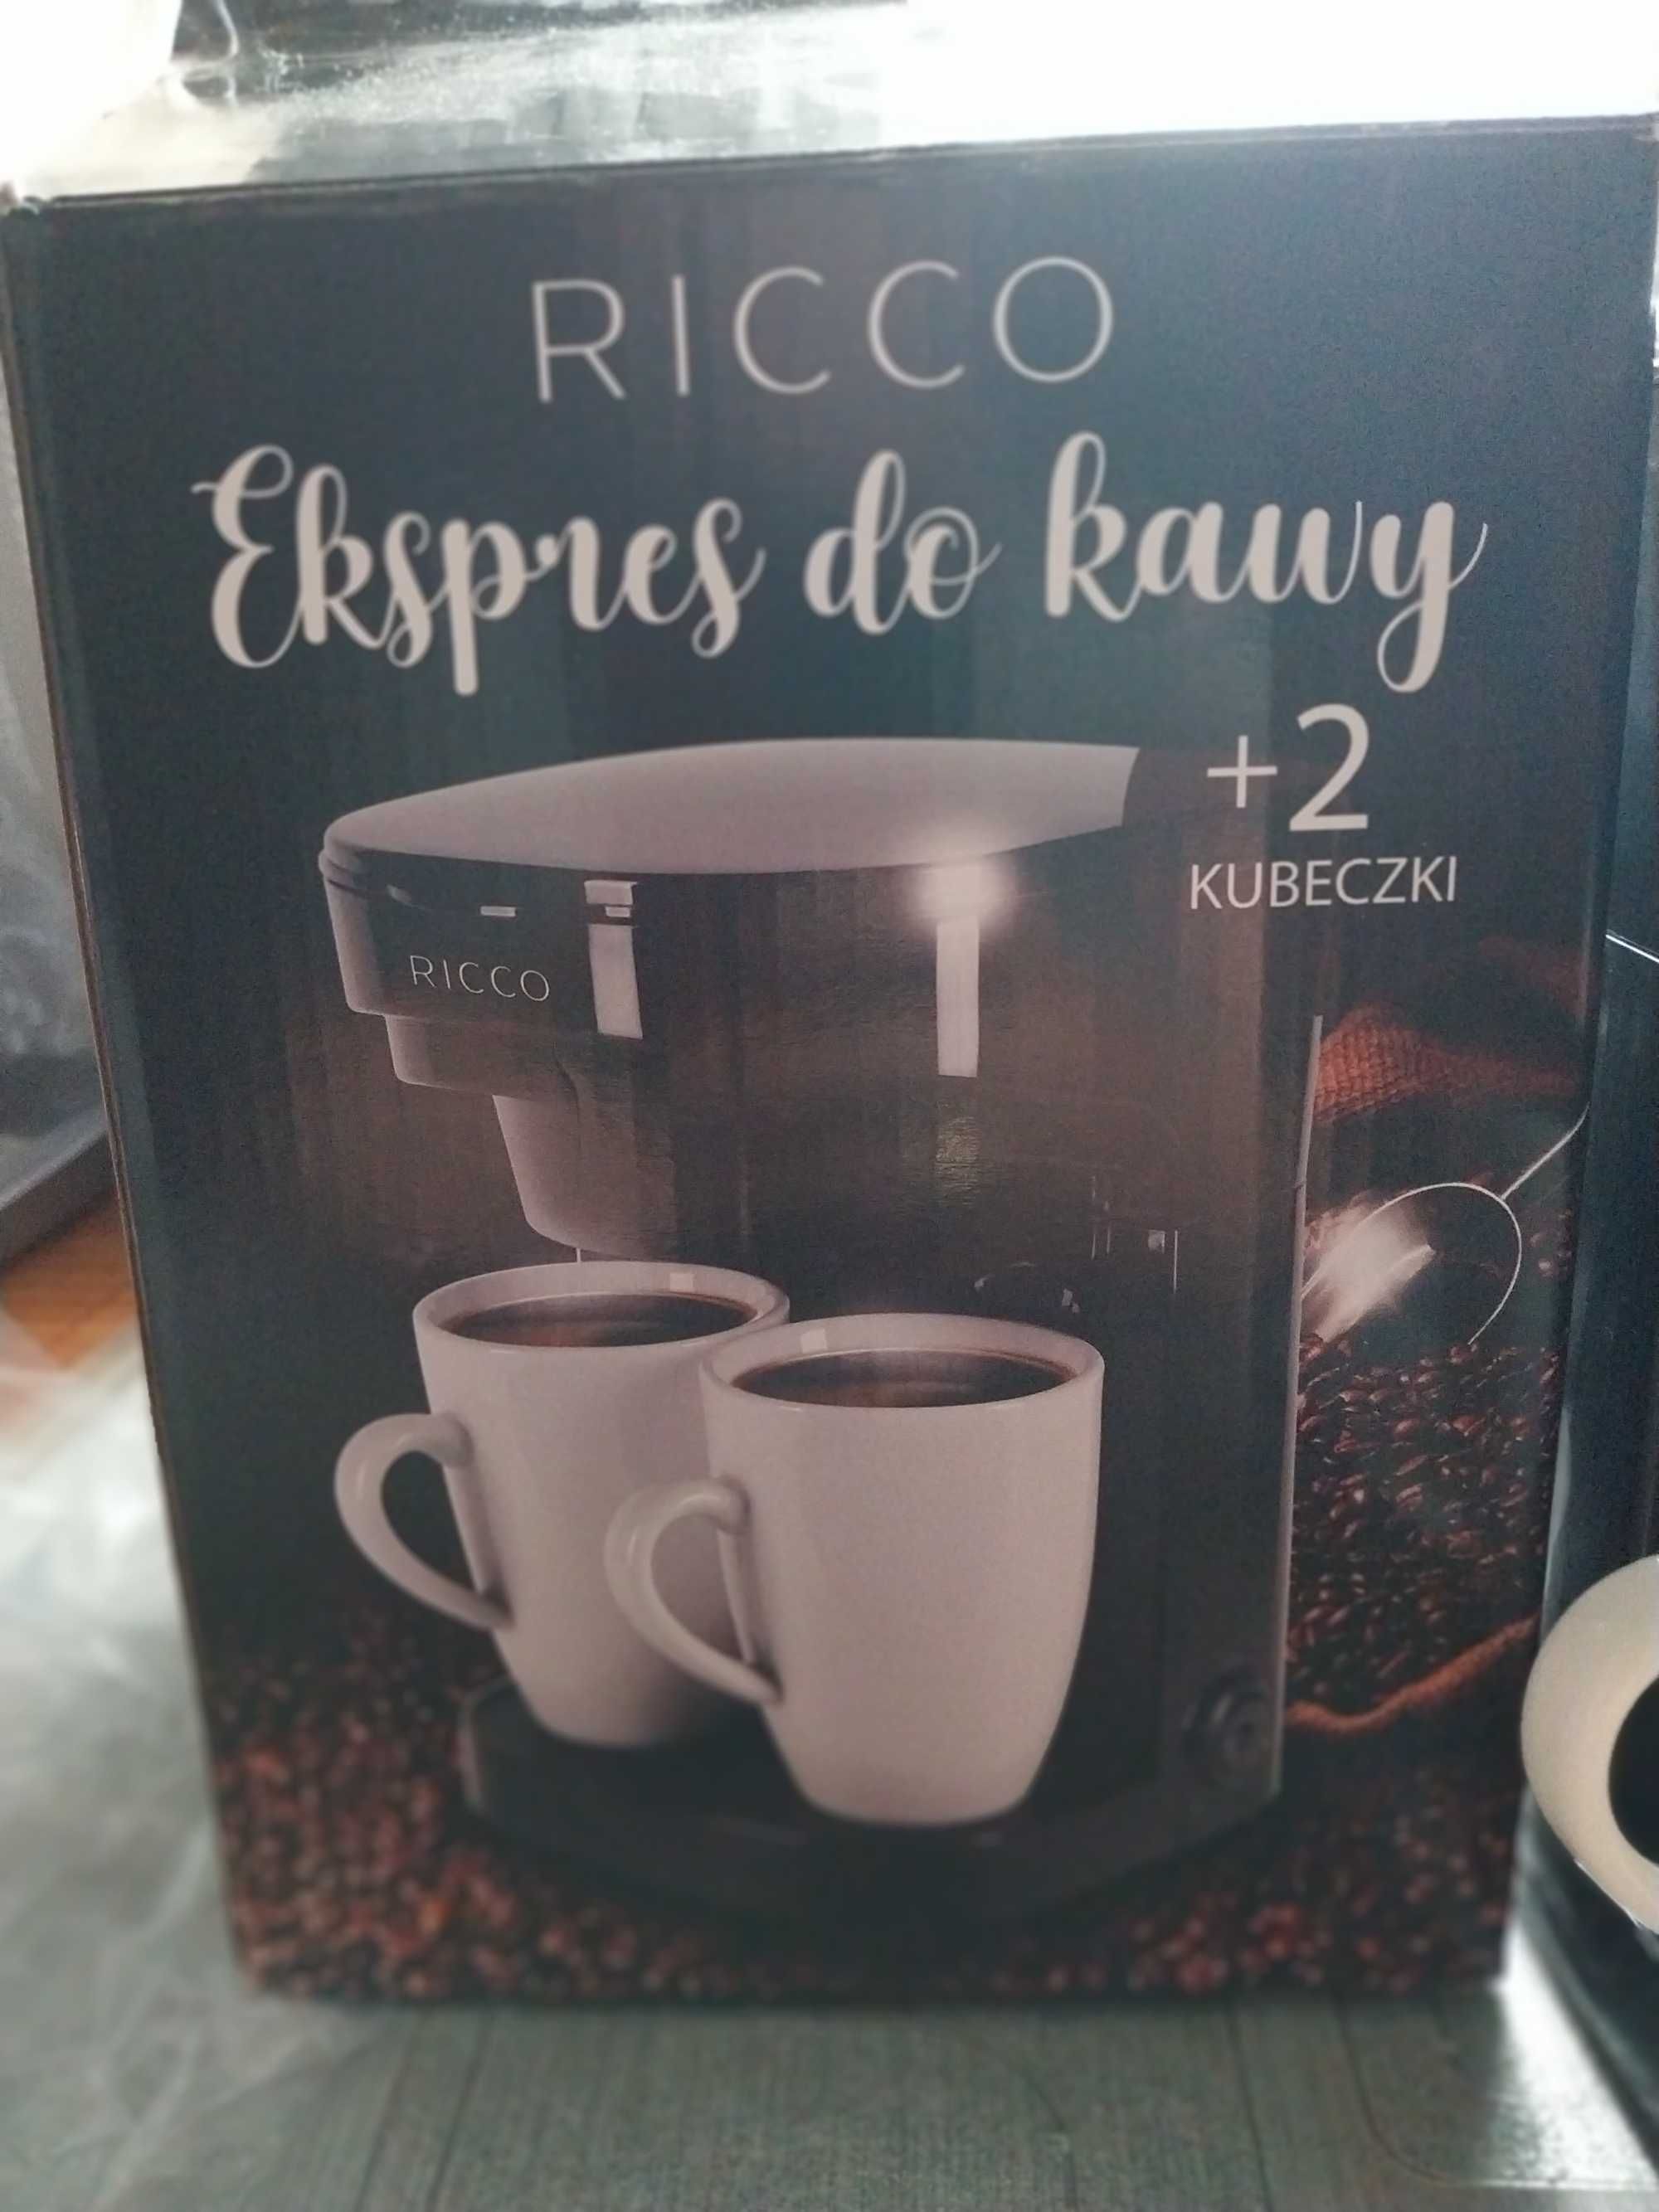 RICCO
Ekspres do kawy
+2
KUBECZKI
RICCO